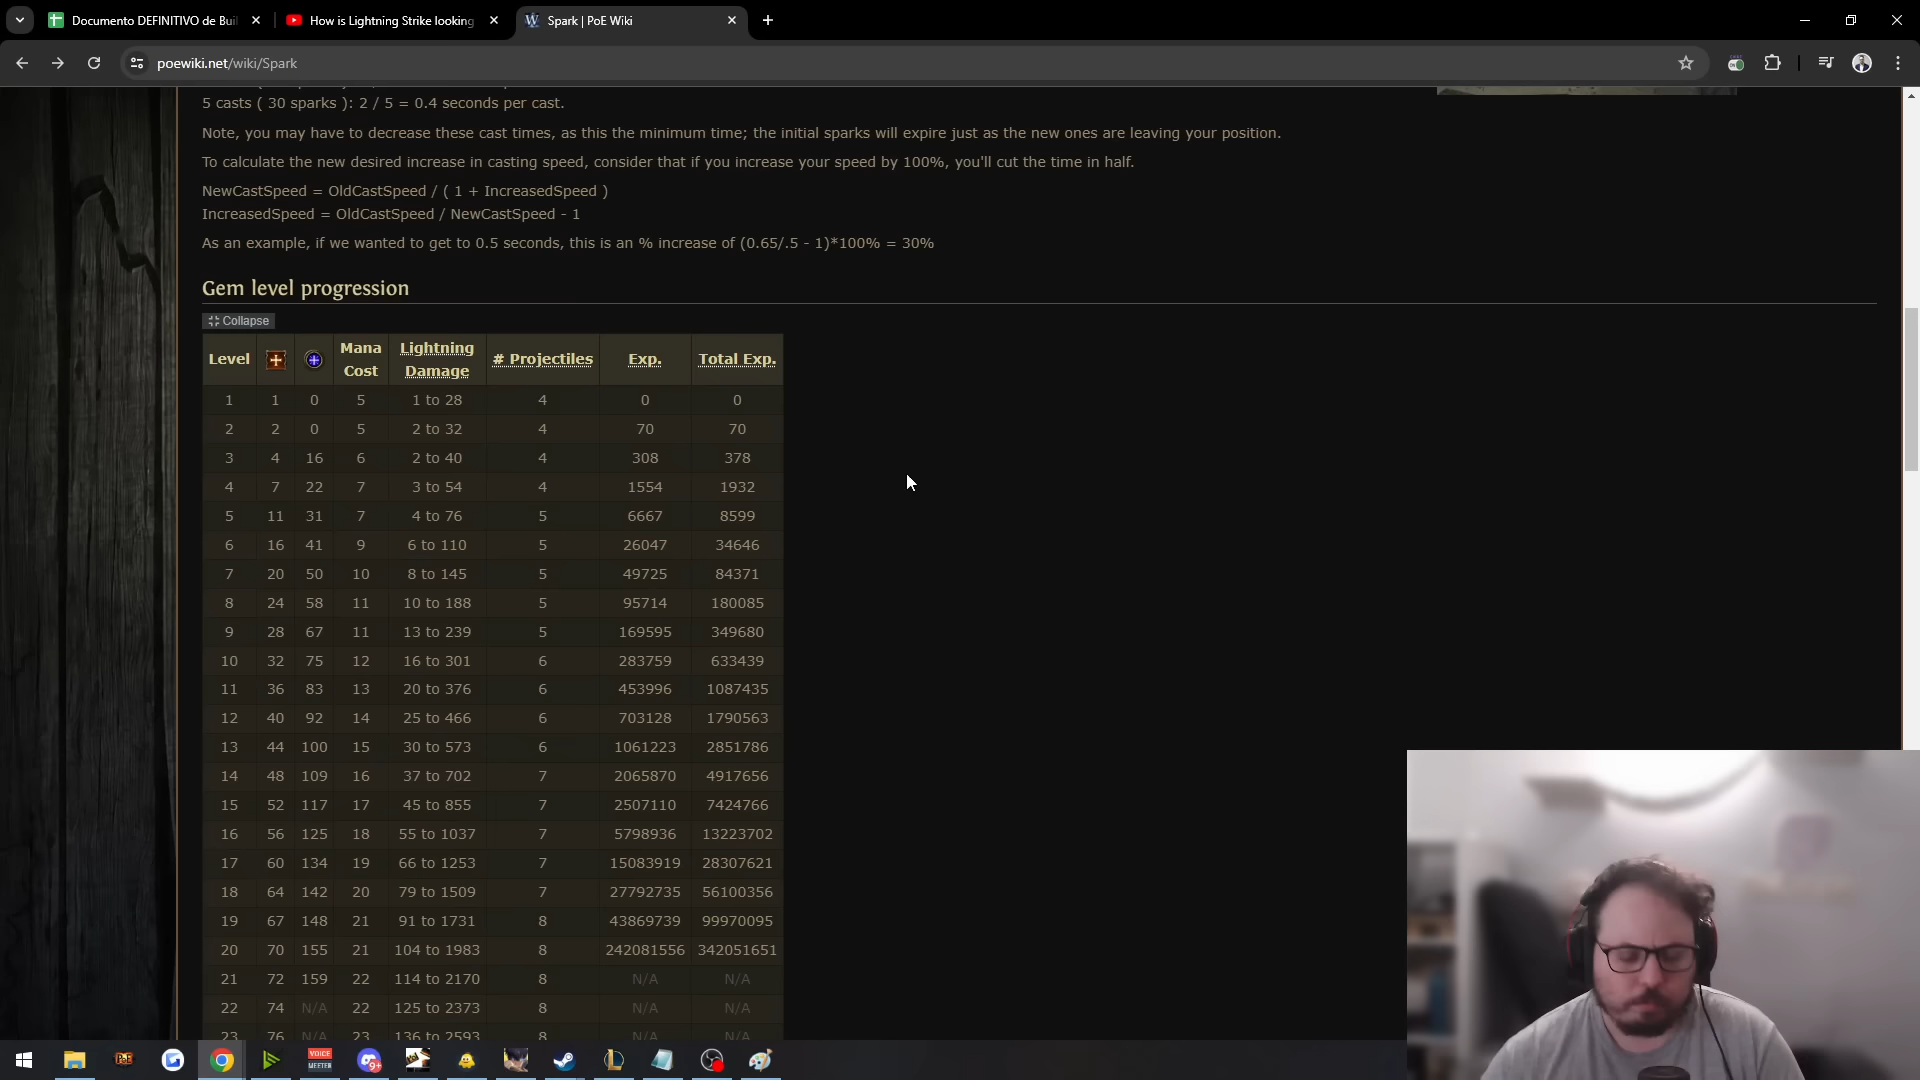 Documento DEFINITIVO de Buil
How is Lightning Strike looking
Spark | PoE Wiki
poewiki.net/wiki/Spark
5 casts ( 30 sparks ): 2 / 5 = 0.4 seconds per cast.
Note, you may have to decrease these cast times, as this the minimum time; the initial sparks will expire just as the new ones are leaving your position.
To calculate the new desired increase in casting speed, consider that if you increase your speed by 100%, you'll cut the time in half.
NewCastSpeed = OldCastSpeed / ( 1 + IncreasedSpeed )
IncreasedSpeed = OldCastSpeed / NewCastSpeed - 1
As an example, if we wanted to get to 0.5 seconds, this is an % increase of (0.65/.5 - 1)*100% = 30%
Gem level progression
Collapse
Level Mana Cost Lightning Damage # Projectiles Exp. Total Exp.
1 1 0 5 1 to 28 4 0 0
2 2 0 5 2 to 32 4 70 70
3 4 16 6 2 to 40 4 308 378
4 7 22 7 3 to 54 4 1554 1932
5 11 31 7 4 to 76 5 6667 8599
6 16 41 9 6 to 110 5 26047 34646
7 20 50 10 8 to 145 5 49725 84371
8 24 58 11 10 to 188 5 95714 180085
9 28 67 11 13 to 239 5 169595 349680
10 32 75 12 16 to 301 6 283759 633439
11 36 83 13 20 to 376 6 453996 1087435
12 40 92 14 25 to 466 6 703128 1790563
13 44 100 15 30 to 573 6 1061223 2851786
14 48 109 16 37 to 702 7 2065870 4917656
15 52 117 17 45 to 855 7 2507110 7424766
16 56 125 18 55 to 1037 7 5798936 13223702
17 60 134 19 66 to 1253 7 15083919 28307621
18 64 142 20 79 to 1509 7 27792735 56100356
19 67 148 21 91 to 1731 8 43869739 99970095
20 70 155 21 104 to 1983 8 242081556 342051651
21 72 159 22 114 to 2170 8 N/A N/A
22 74 N/A 22 125 to 2373 8 N/A N/A
23 76 N/A 23 136 to 2593 8 N/A N/A
VOICE
MEETER
9+